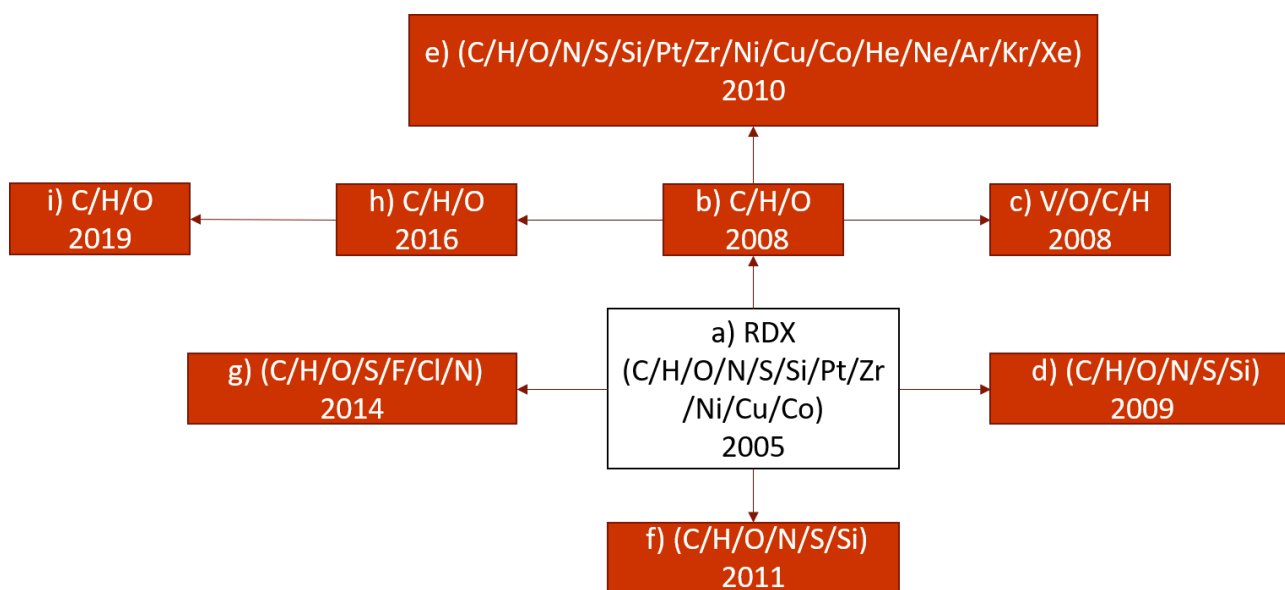 e) (C/H/O/N/S/Si/Pt/Zr/Ni/Cu/Co/He/Ne/Ar/Kr/Xe)
2010
i) C/H/O
2019
h) C/H/O
2016
b) C/H/O
2008
c) V/O/C/H
2008
g) (C/H/O/S/F/Cl/N)
2014
a) RDX
(C/H/O/N/S/Si/Pt/Zr
/Ni/Cu/Co)
2005
d) (C/H/O/N/S/Si)
2009
f) (C/H/O/N/S/Si)
2011